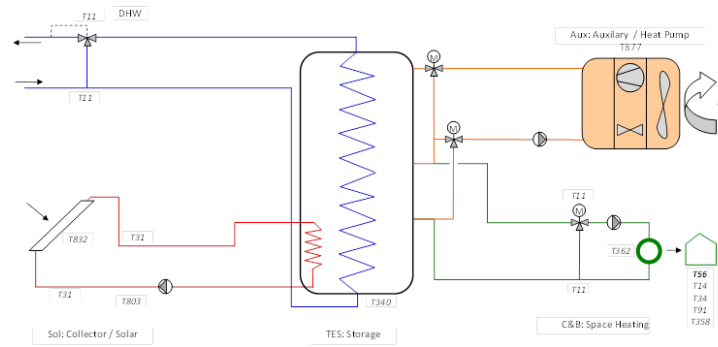 T11
DHW
Aux: Auxilary / Heat Pump
T877
M
T11
M
T11
M
T832
T31
T362
T56
T14
T34
T91
T358
T31
T803
T340
T11
Sol: Collector / Solar
TES: Storage
C&B: Space Heating